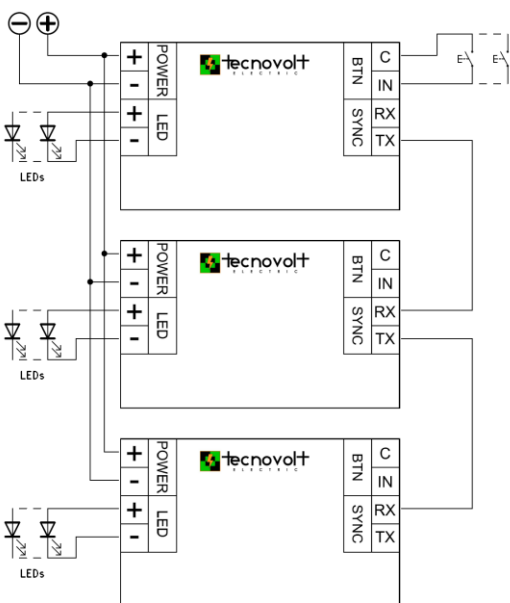 − +
+ POWER tecnovolt BTN C
- ELECTRIC IN
+ LED SYNC RX
- TX
LEDs
E E
+ POWER tecnovolt BTN C
- ELECTRIC IN
+ LED SYNC RX
- TX
LEDs
+ POWER tecnovolt BTN C
- ELECTRIC IN
+ LED SYNC RX
- TX
LEDs